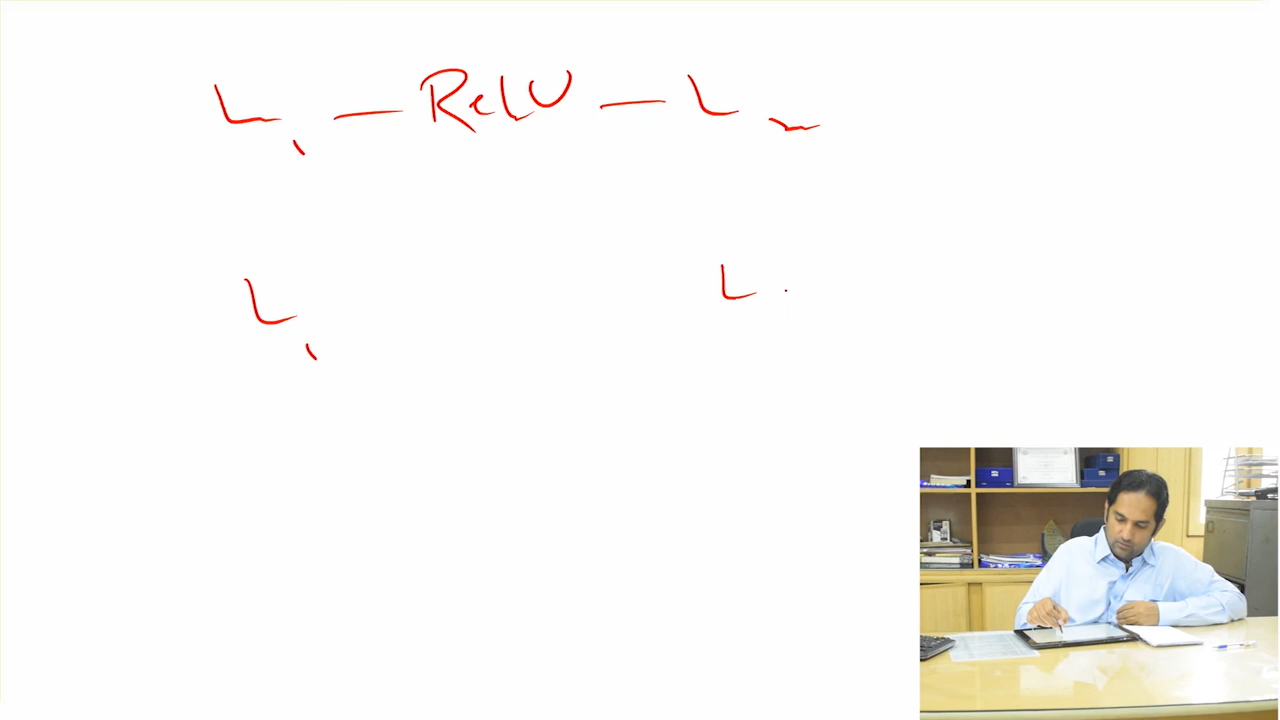 L₁ — ReLU — L₂
L₁ L